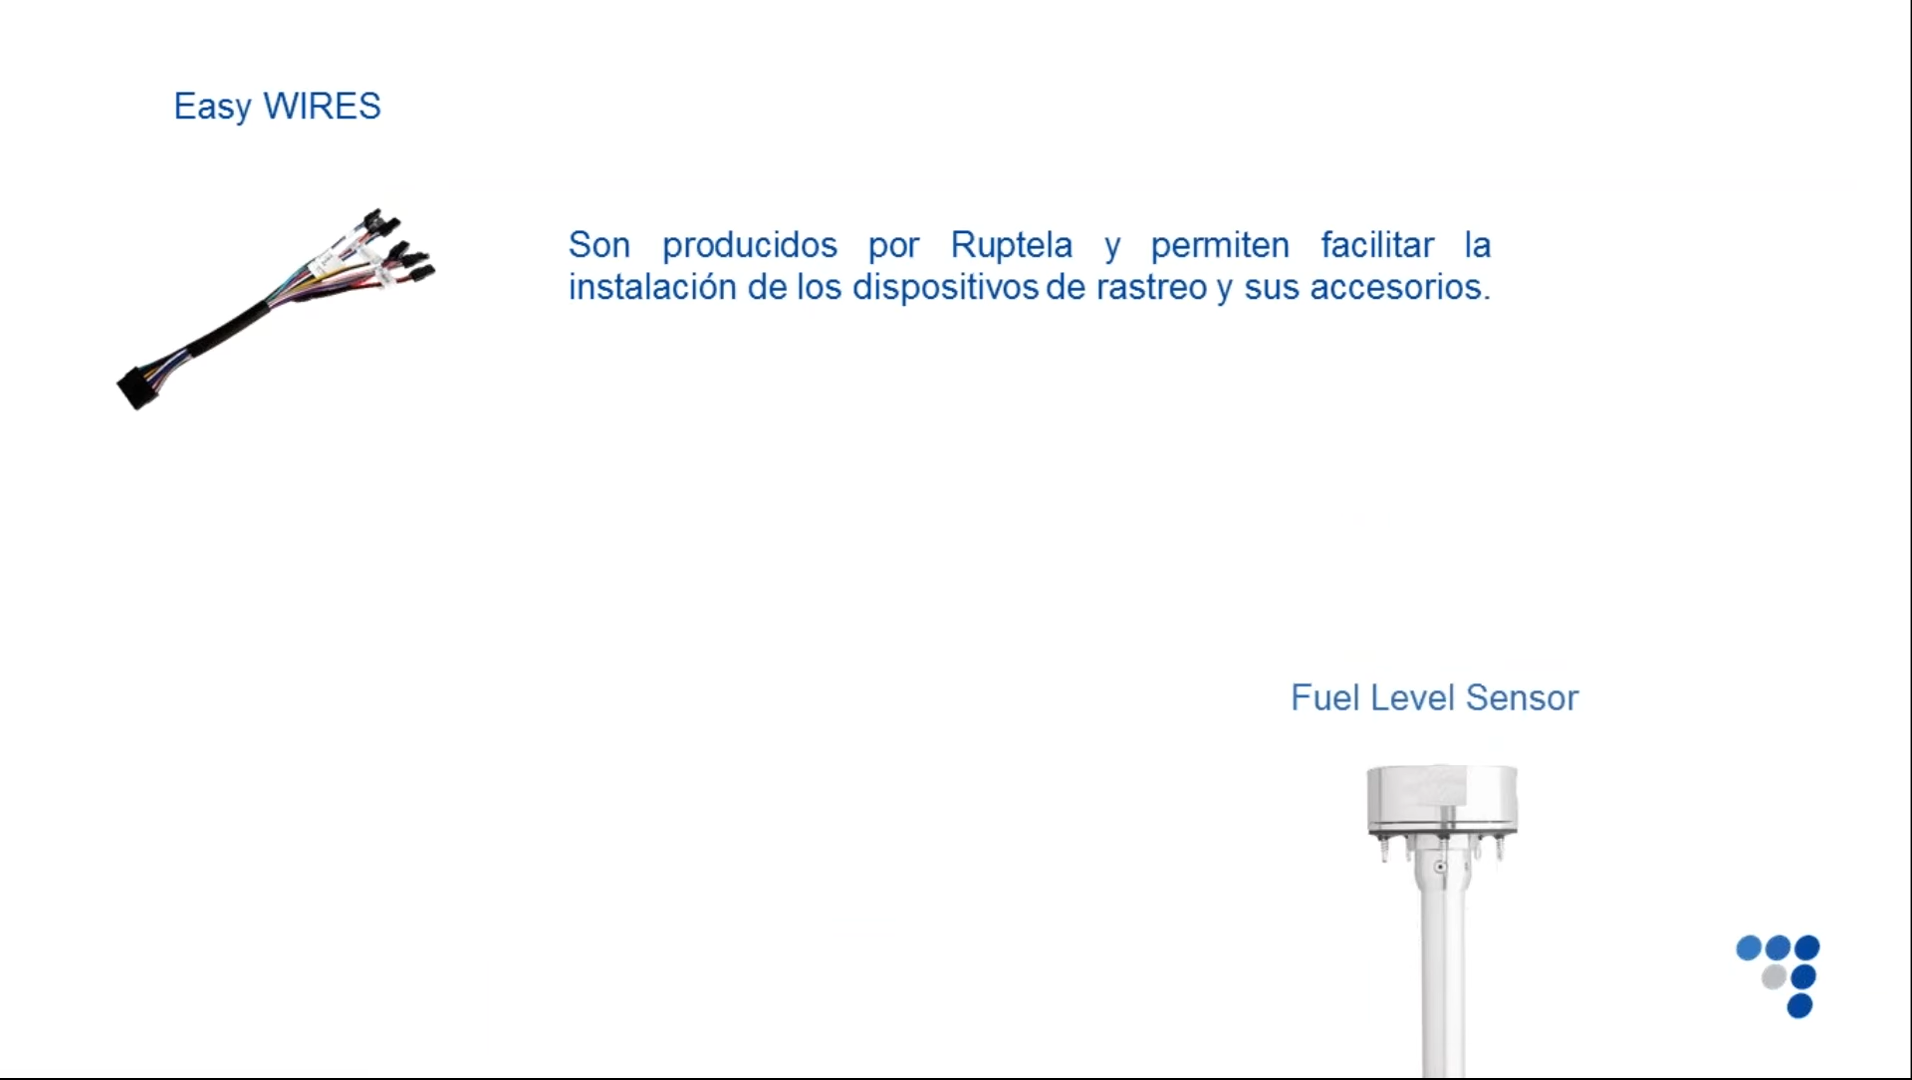 Easy WIRES
Son producidos por Ruptela y permiten facilitar la
instalación de los dispositivos de rastreo y sus accesorios.
Fuel Level Sensor